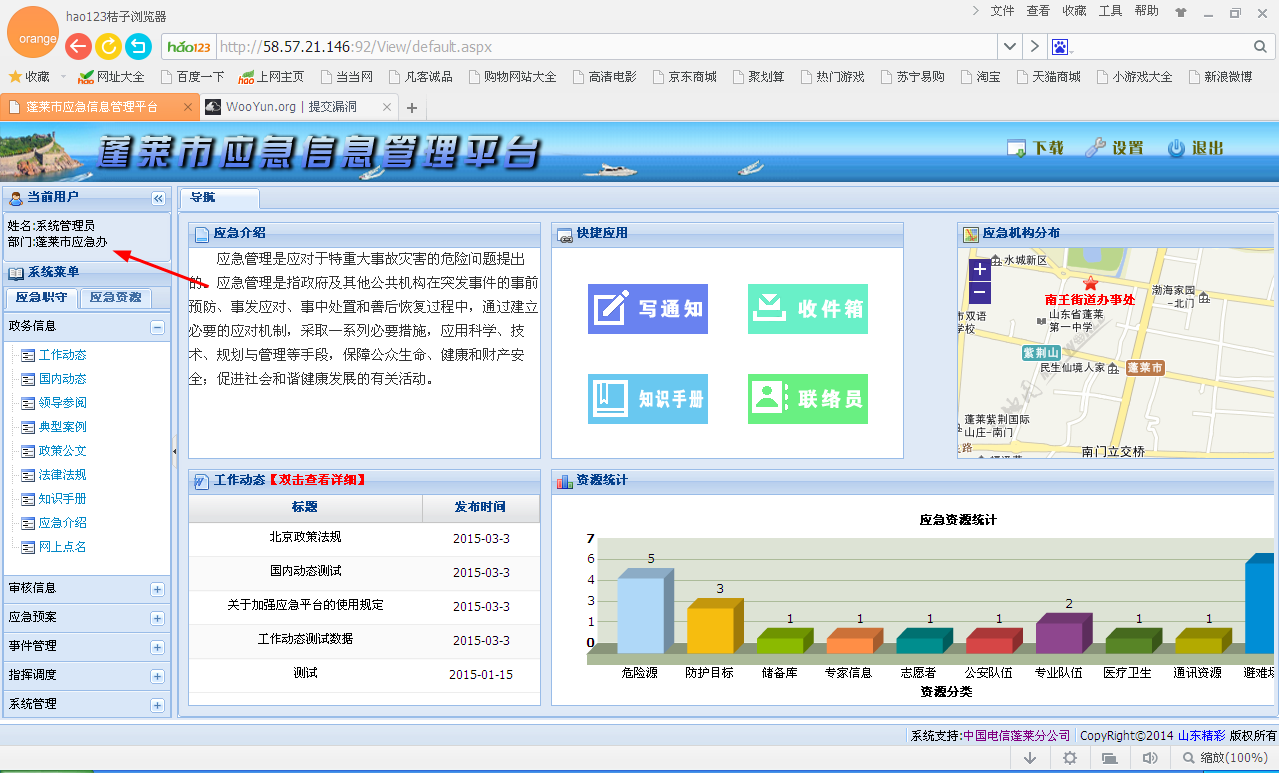 hao123桔子浏览器
文件 查看 收藏 工具 帮助
orange
hao123 http://58.57.21.146:92/View/default.aspx
收藏 网址大全 百度一下 上网主页 当当网 凡客诚品 购物网站大全 高清电影 京东商城 聚划算 热门游戏 苏宁易购 淘宝 天猫商城 小游戏大全 新浪微博
蓬莱市应急信息管理平台 WooYun.org | 提交漏洞
蓬莱市应急信息管理平台
下载 设置 退出
当前用户
姓名:系统管理员
部门:蓬莱市应急办
系统菜单
应急职守 应急资源
政务信息
工作动态
国内动态
领导参阅
典型案例
政策公文
法律法规
知识手册
应急介绍
网上点名
审核信息
应急预案
事件管理
指挥调度
系统管理
导航
应急介绍
应急管理是应对于特重大事故灾害的危险问题提出
的。应急管理是指政府及其他公共机构在突发事件的事前
预防、事发应对、事中处置和善后恢复过程中，通过建立
必要的应对机制，采取一系列必要措施，应用科学、技
术、规划与管理等手段，保障公众生命、健康和财产安
全；促进社会和谐健康发展的有关活动。
快捷应用
写通知 收件箱
知识手册 联络员
应急机构分布
水城新区
南王街道办事处
渤海家园
-北门
市双语
学校
山东省蓬莱
第一中学
紫荆山
民生仙境人家
蓬莱市
蓬莱紫荆国际
山庄-南门
南门立交桥
工作动态【双击查看详细】
标题 发布时间
北京政策法规 2015-03-3
国内动态测试 2015-03-3
关于加强应急平台的使用规定 2015-03-3
工作动态测试数据 2015-03-3
测试 2015-01-15
资源统计
应急资源统计
7
6
4
3
1
0
5 3 1 1 1 1 2 1 1
危险源 防护目标 储备库 专家信息 志愿者 公安队伍 专业队伍 医疗卫生 通讯资源 避难场
资源分类
系统支持:中国电信蓬莱分公司 CopyRight@2014 山东精彩 版权所有
缩放(100%)